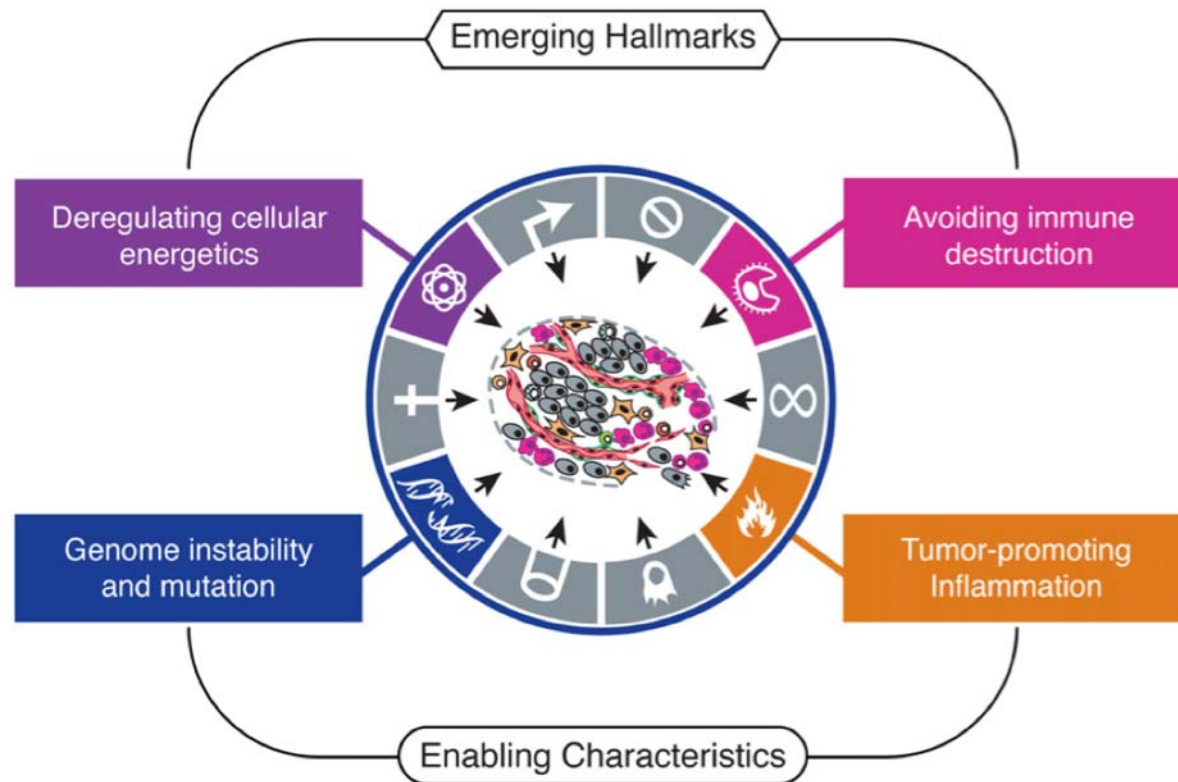 Emerging Hallmarks
Deregulating cellular
energetics
Avoiding immune
destruction
Genome instability
and mutation
Tumor-promoting
Inflammation
Enabling Characteristics